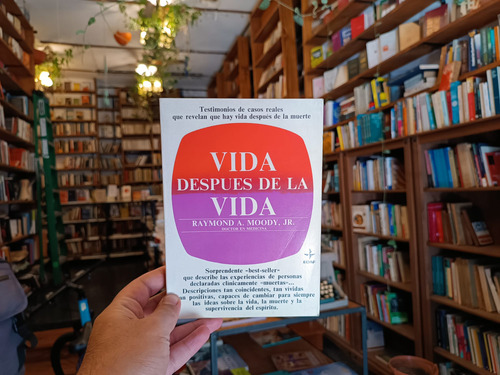 Testimonios de casos reales
que revelan que hay vida después de la muerte
VIDA
DESPUES DE LA
VIDA
RAYMOND A. MOODY, JR.
DOCTOR EN MEDICINA
EDAF
Sorprendente «best-seller»
que describe las experiencias de personas
declaradas clínicamente «muertas»...
Descripciones tan coincidentes, tan vívidas
tan positivas, capaces de cambiar para siempre
las ideas sobre la vida, la muerte y la
supervivencia del espíritu.